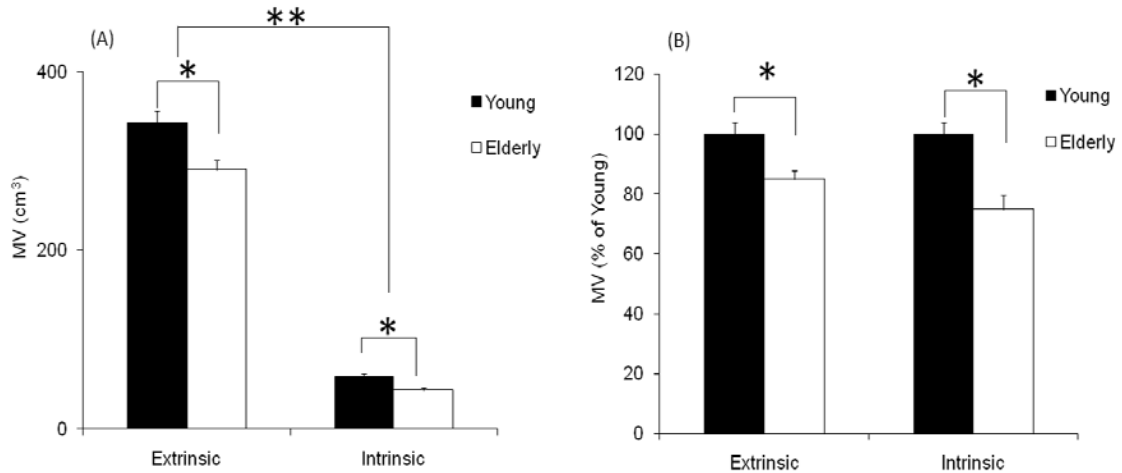 (A)
**
*
400
200
0
MV (cm³)
Young
Elderly
*
Extrinsic
Intrinsic
(B)
120
100
80
60
40
20
0
MV (% of Young)
*
*
Young
Elderly
Extrinsic
Intrinsic